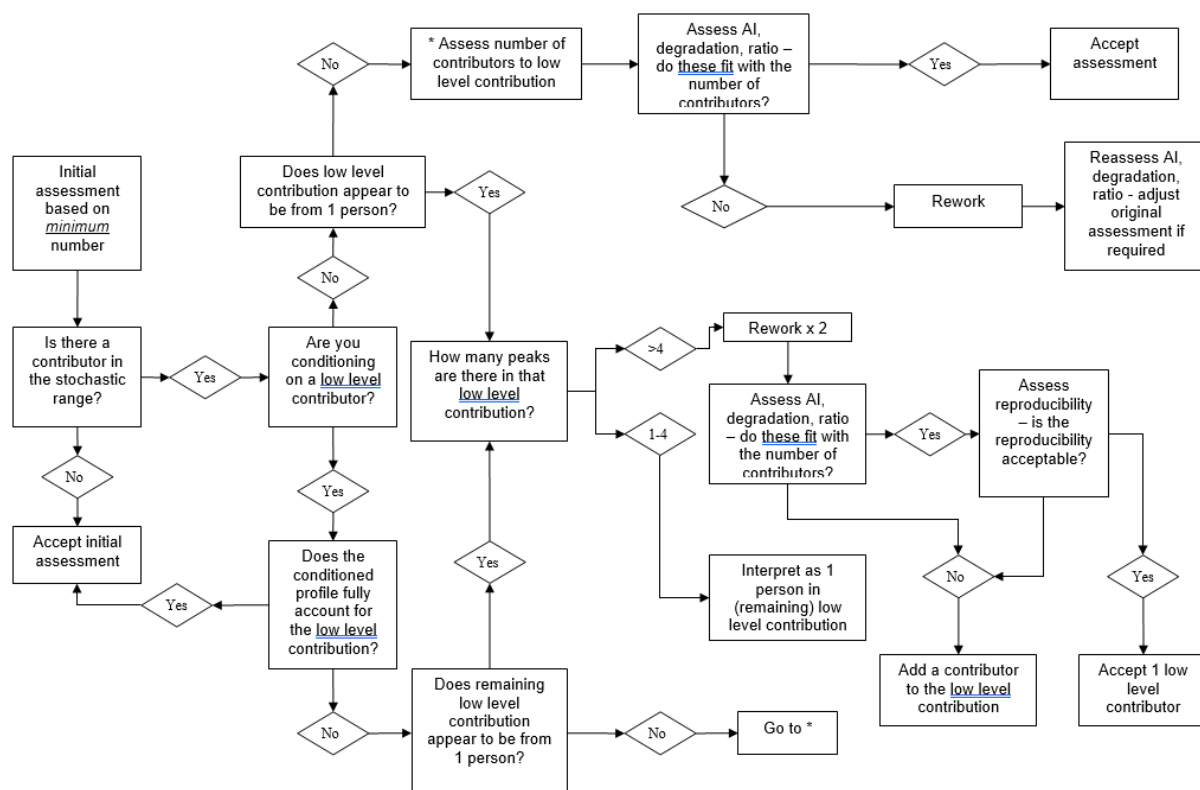 No
* Assess number of
contributors to low
level contribution
Assess AI,
degradation, ratio –
do these fit with the
number of
contributors?
Yes
Accept
assessment
Initial
assessment
based on
minimum
number
Does low level
contribution appear to
be from 1 person?
Yes
No
Rework
Reassess AI,
degradation,
ratio - adjust
original
assessment if
required
No
Is there a
contributor in
the stochastic
range?
Yes
Are you
conditioning
on a low level
contributor?
How many peaks
are there in that
low level
contribution?
>4
Rework x 2
1-4
Assess AI,
degradation, ratio
– do these fit with
the number of
contributors?
Yes
Assess
reproducibility
– is the
reproducibility
acceptable?
No
Yes
Accept initial
assessment
Yes
Does the
conditioned
profile fully
account for
the low level
contribution?
Yes
Interpret as 1
person in
(remaining) low
level contribution
No
Yes
No
Does remaining
low level
contribution
appear to be from
1 person?
No
Go to *
Add a contributor
to the low level
contribution
Accept 1 low
level
contributor